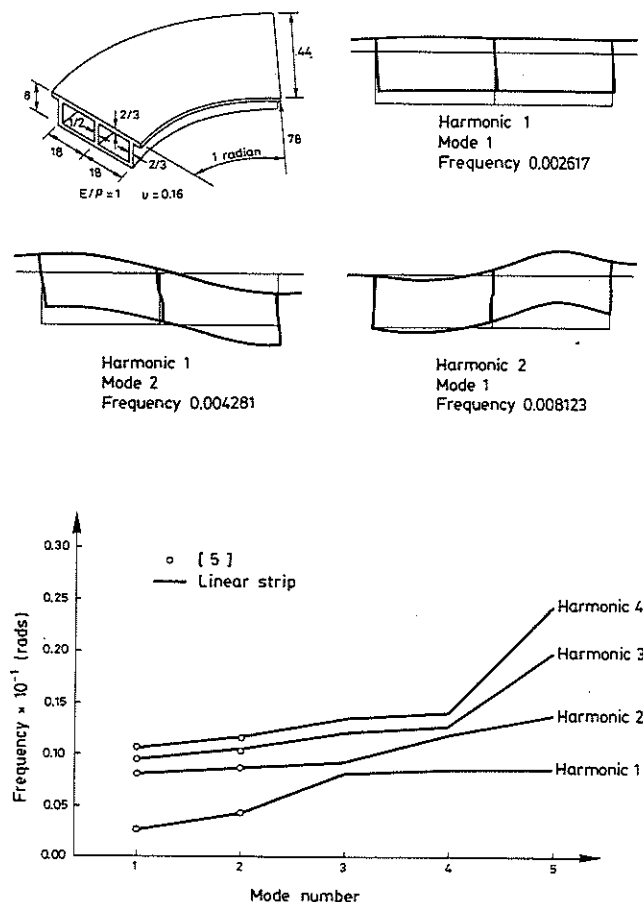 8
1/2
2/3
2/3
18
18
44
78
1 radian
E/ρ = 1 υ = 0.16
Harmonic 1
Mode 1
Frequency 0.002617
Harmonic 1
Mode 2
Frequency 0.004281
Harmonic 2
Mode 1
Frequency 0.008123
Frequency × 10⁻¹ (rads)
0.30
0.25
0.20
0.15
0.10
0.05
0.00
[5]
Linear strip
Harmonic 4
Harmonic 3
Harmonic 2
Harmonic 1
1 2 3 4 5
Mode number